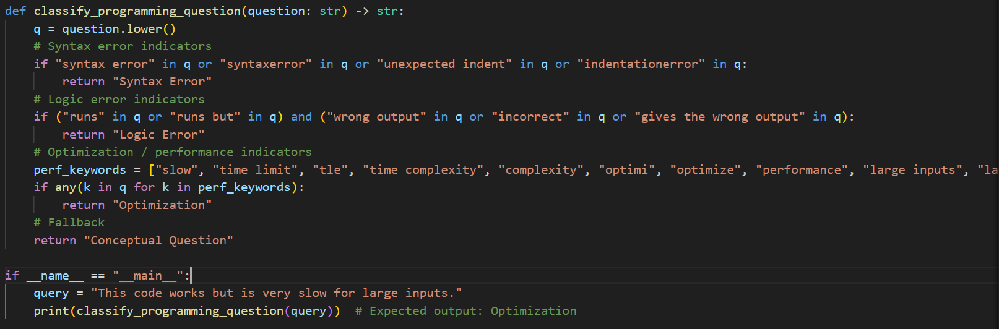 def classify_programming_question(question: str) -> str:
    q = question.lower()
    # Syntax error indicators
    if "syntax error" in q or "syntaxerror" in q or "unexpected indent" in q or "indentationerror" in q:
        return "Syntax Error"
    # Logic error indicators
    if ("runs" in q or "runs but" in q) and ("wrong output" in q or "incorrect" in q or "gives the wrong output" in q):
        return "Logic Error"
    # Optimization / performance indicators
    perf_keywords = ["slow", "time limit", "tle", "time complexity", "complexity", "optimi", "optimize", "performance", "large inputs", "la
    if any(k in q for k in perf_keywords):
        return "Optimization"
    # Fallback
    return "Conceptual Question"
if __name__ == "__main__":
    query = "This code works but is very slow for large inputs."
    print(classify_programming_question(query))  # Expected output: Optimization